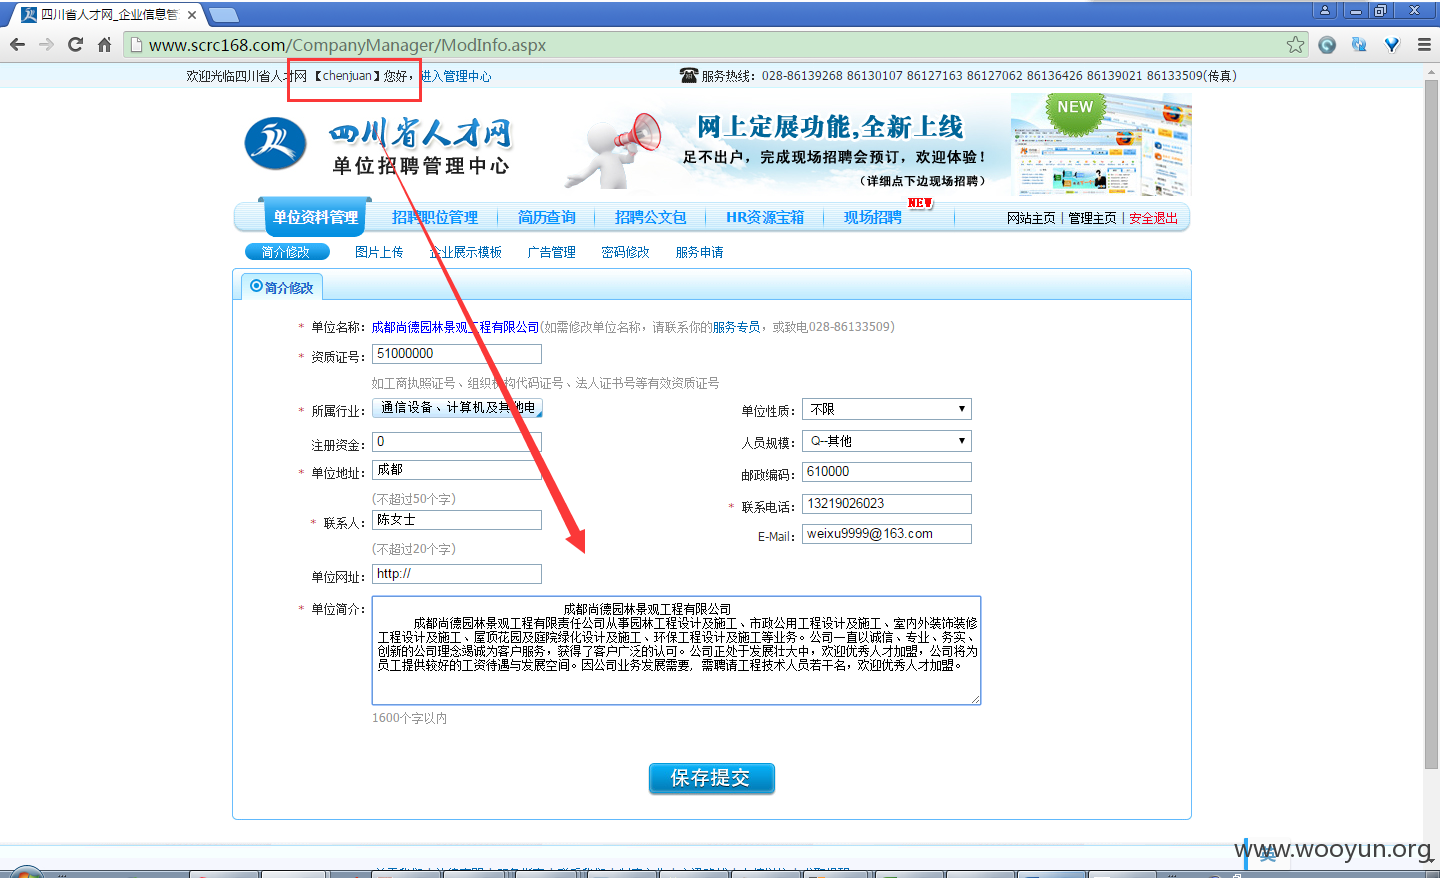 四川省人才网_企业信息管
www.scrc168.com/CompanyManager/ModInfo.aspx
欢迎光临四川省人才网 【chenjuan】您好，进入管理中心
服务热线：028-86139268 86130107 86127163 86127062 86136426 86139021 86133509(传真)
四川省人才网
单位招聘管理中心
网上定展功能,全新上线
足不出户，完成现场招聘会预订，欢迎体验！
（详细点下边现场招聘）
NEW
单位资料管理 招聘职位管理 简历查询 招聘公文包 HR资源宝箱 现场招聘 NEW 网站主页 | 管理主页 | 安全退出
简介修改 图片上传 企业展示模板 广告管理 密码修改 服务申请
简介修改
* 单位名称：成都尚德园林景观工程有限公司(如需修改单位名称，请联系你的服务专员，或致电028-86133509)
* 资质证号：51000000
如工商执照证号、组织机构代码证号、法人证书号等有效资质证号
* 所属行业：通信设备、计算机及其他电 单位性质：不限
注册资金：0 人员规模：Q--其他
* 单位地址：成都 邮政编码：610000
(不超过50个字)
* 联系人：陈女士 * 联系电话：13219026023
(不超过20个字) E-Mail：weixu9999@163.com
单位网址：http://
* 单位简介：成都尚德园林景观工程有限公司
成都尚德园林景观工程有限责任公司从事园林工程设计及施工、市政公用工程设计及施工、室内外装饰装修
工程设计及施工、屋顶花园及庭院绿化设计及施工、环保工程设计及施工等业务。公司一直以诚信、专业、务实、
创新的公司理念竭诚为客户服务，获得了客户广泛的认可。公司正处于发展壮大中，欢迎优秀人才加盟，公司将为
员工提供较好的工资待遇与发展空间。因公司业务发展需要，需聘请工程技术人员若干名，欢迎优秀人才加盟。
1600个字以内
保存提交
英
www.wooyun.org